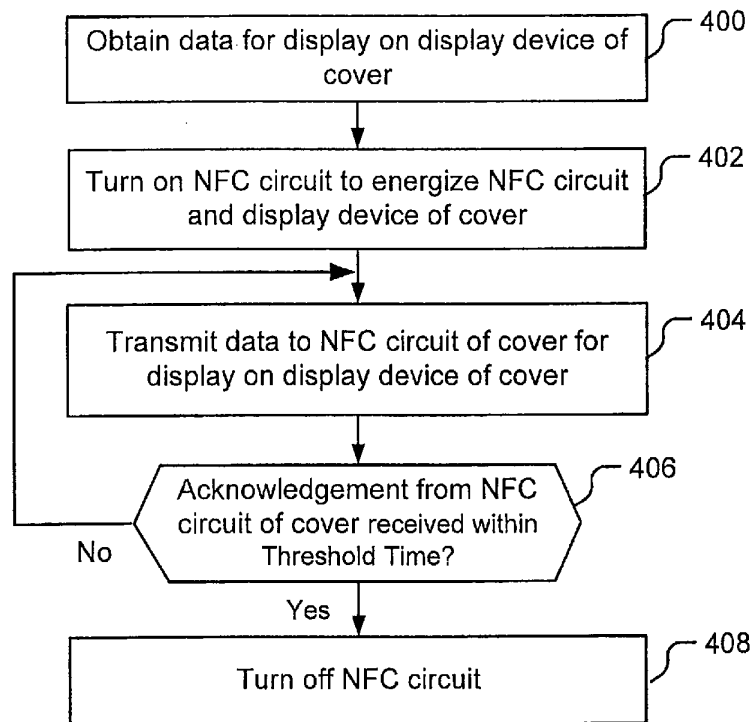 Obtain data for display on display device of
cover
400
Turn on NFC circuit to energize NFC circuit
and display device of cover
402
Transmit data to NFC circuit of cover for
display on display device of cover
404
Acknowledgement from NFC
circuit of cover received within
Threshold Time?
406
No
Yes
Turn off NFC circuit
408